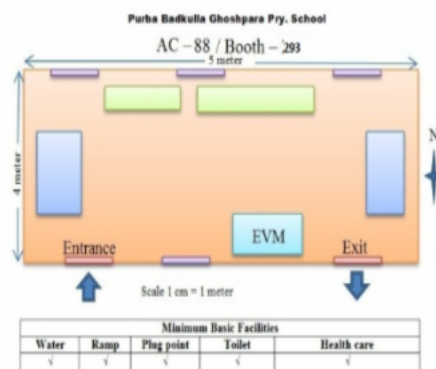 Purba Badkulla Ghoshpara Pry. School
AC - 88 / Booth - 293
5 meter
4 meter
N
EVM
Entrance
Exit
Scale 1 cm = 1 meter
Minimum Basic Facilities
Water Ramp Plug point Toilet Health care
√ √ √ √ √